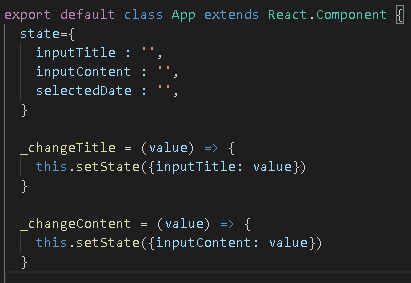 export default class App extends React.Component {
state={
inputTitle : '',
inputContent : '',
selectedDate : '',
}
_changeTitle = (value) => {
this.setState({inputTitle: value})
}
_changeContent = (value) => {
this.setState({inputContent: value})
}